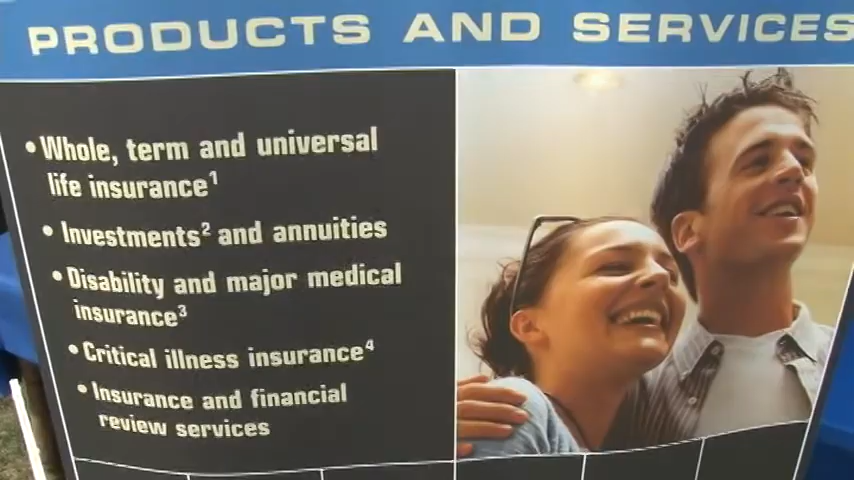 PRODUCTS AND SERVICES
• Whole, term and universal
life insurance¹
• Investments² and annuities
• Disability and major medical
insurance³
• Critical illness insurance⁴
• Insurance and financial
review services